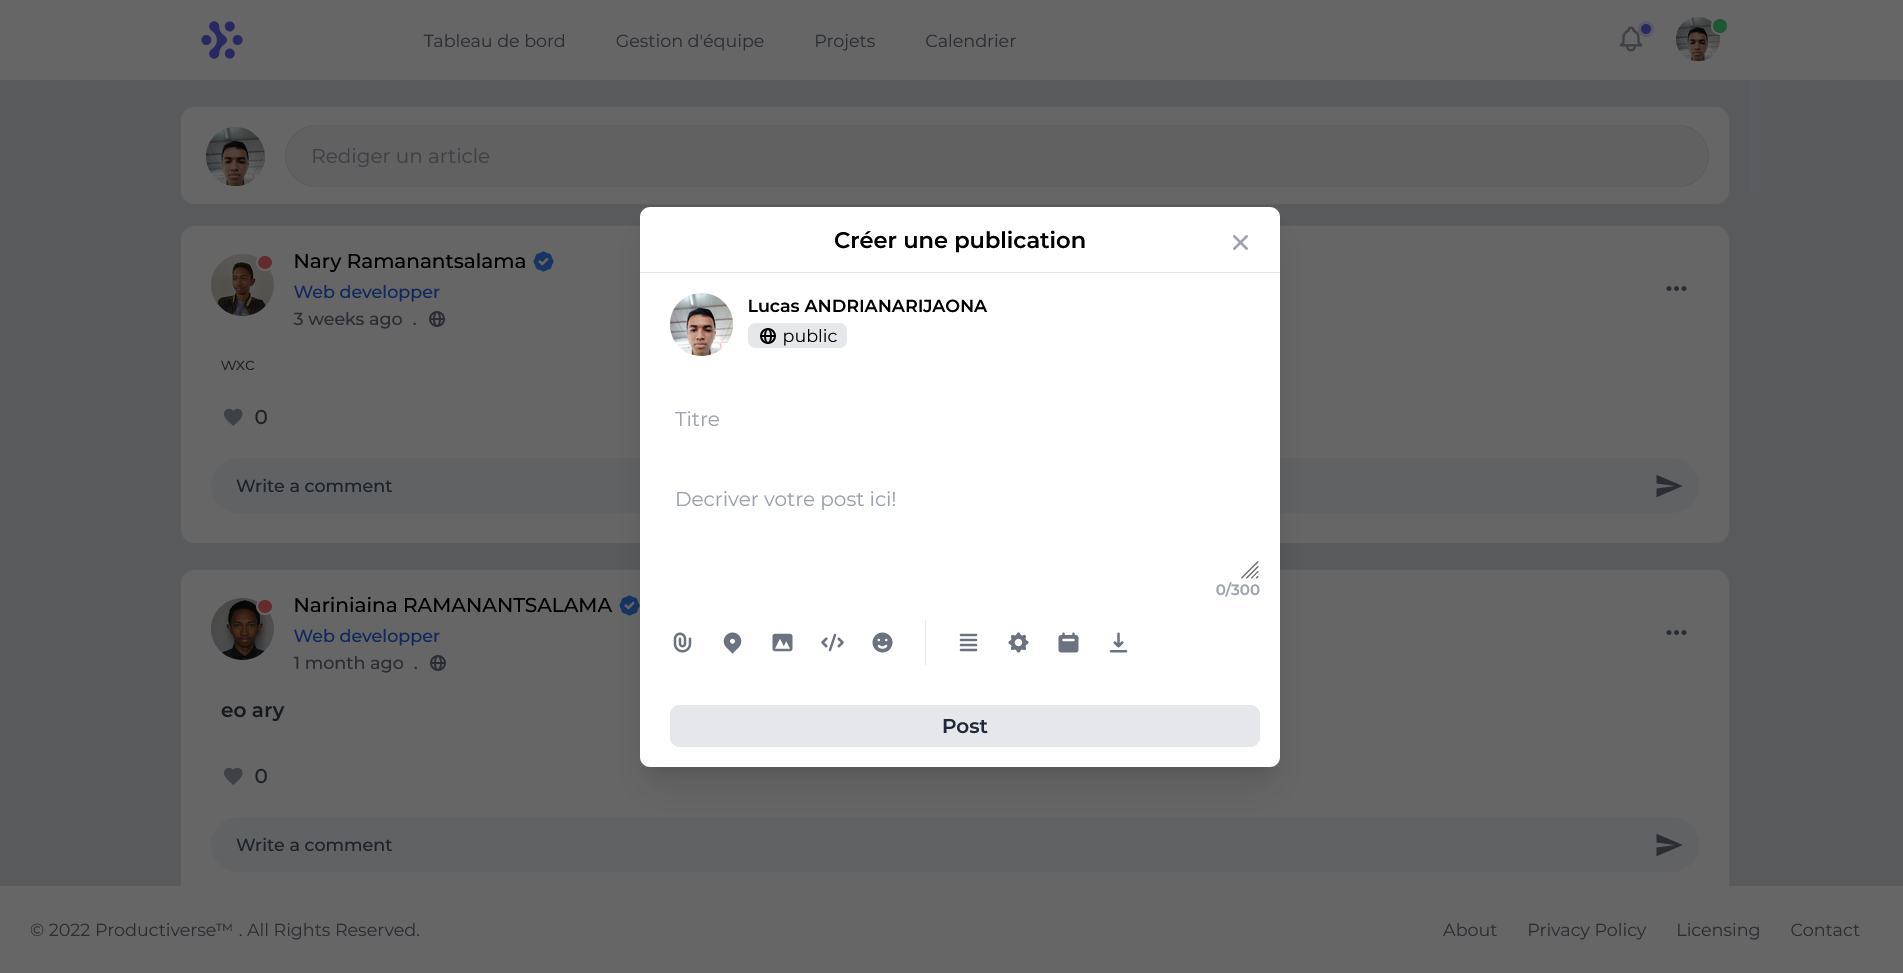 Tableau de bord
Gestion d'équipe
Projets
Calendrier
Rediger un article
Nary Ramanantsalama
Web developper
3 weeks ago .
wxc
0
Write a comment
Nariniaina RAMANANTSALAMA
Web developper
1 month ago .
eo ary
0
Write a comment
Créer une publication
Lucas ANDRIANARIJAONA
public
Titre
Decriver votre post ici!
0/300
Post
© 2022 Productiverse™ . All Rights Reserved.
About
Privacy Policy
Licensing
Contact